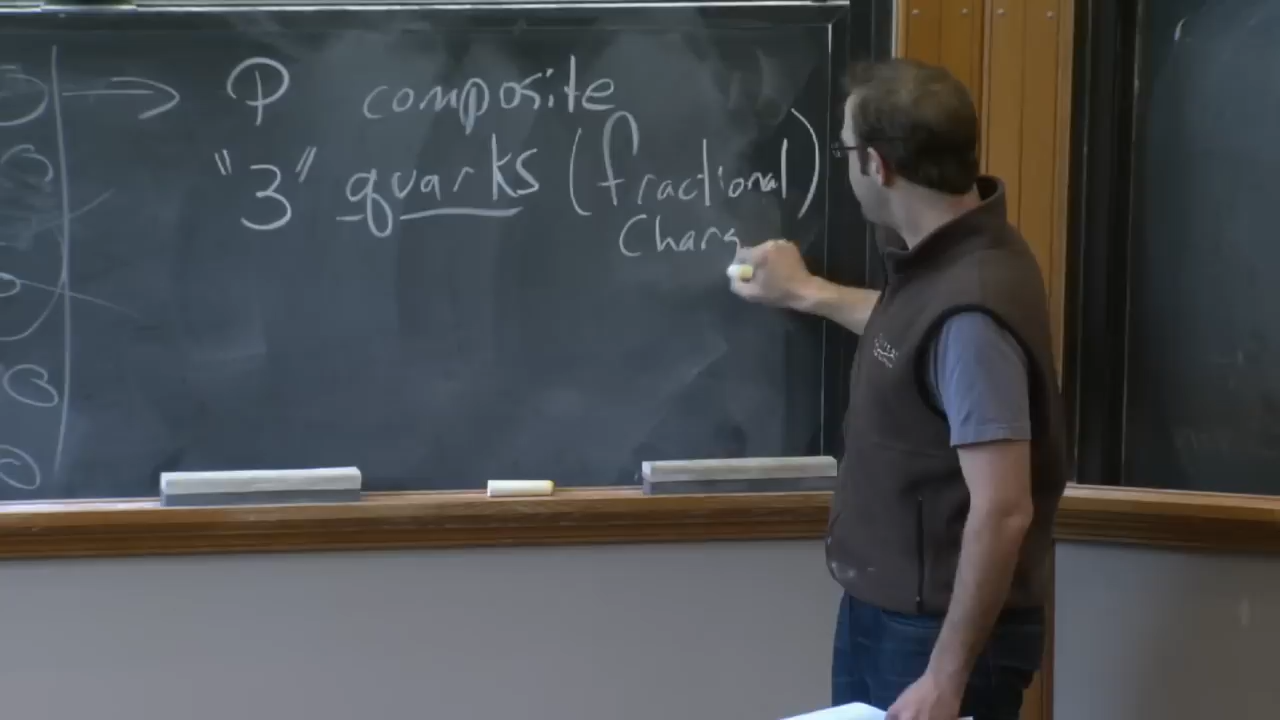 → P composite
"3" quarks (fractional)
Charg